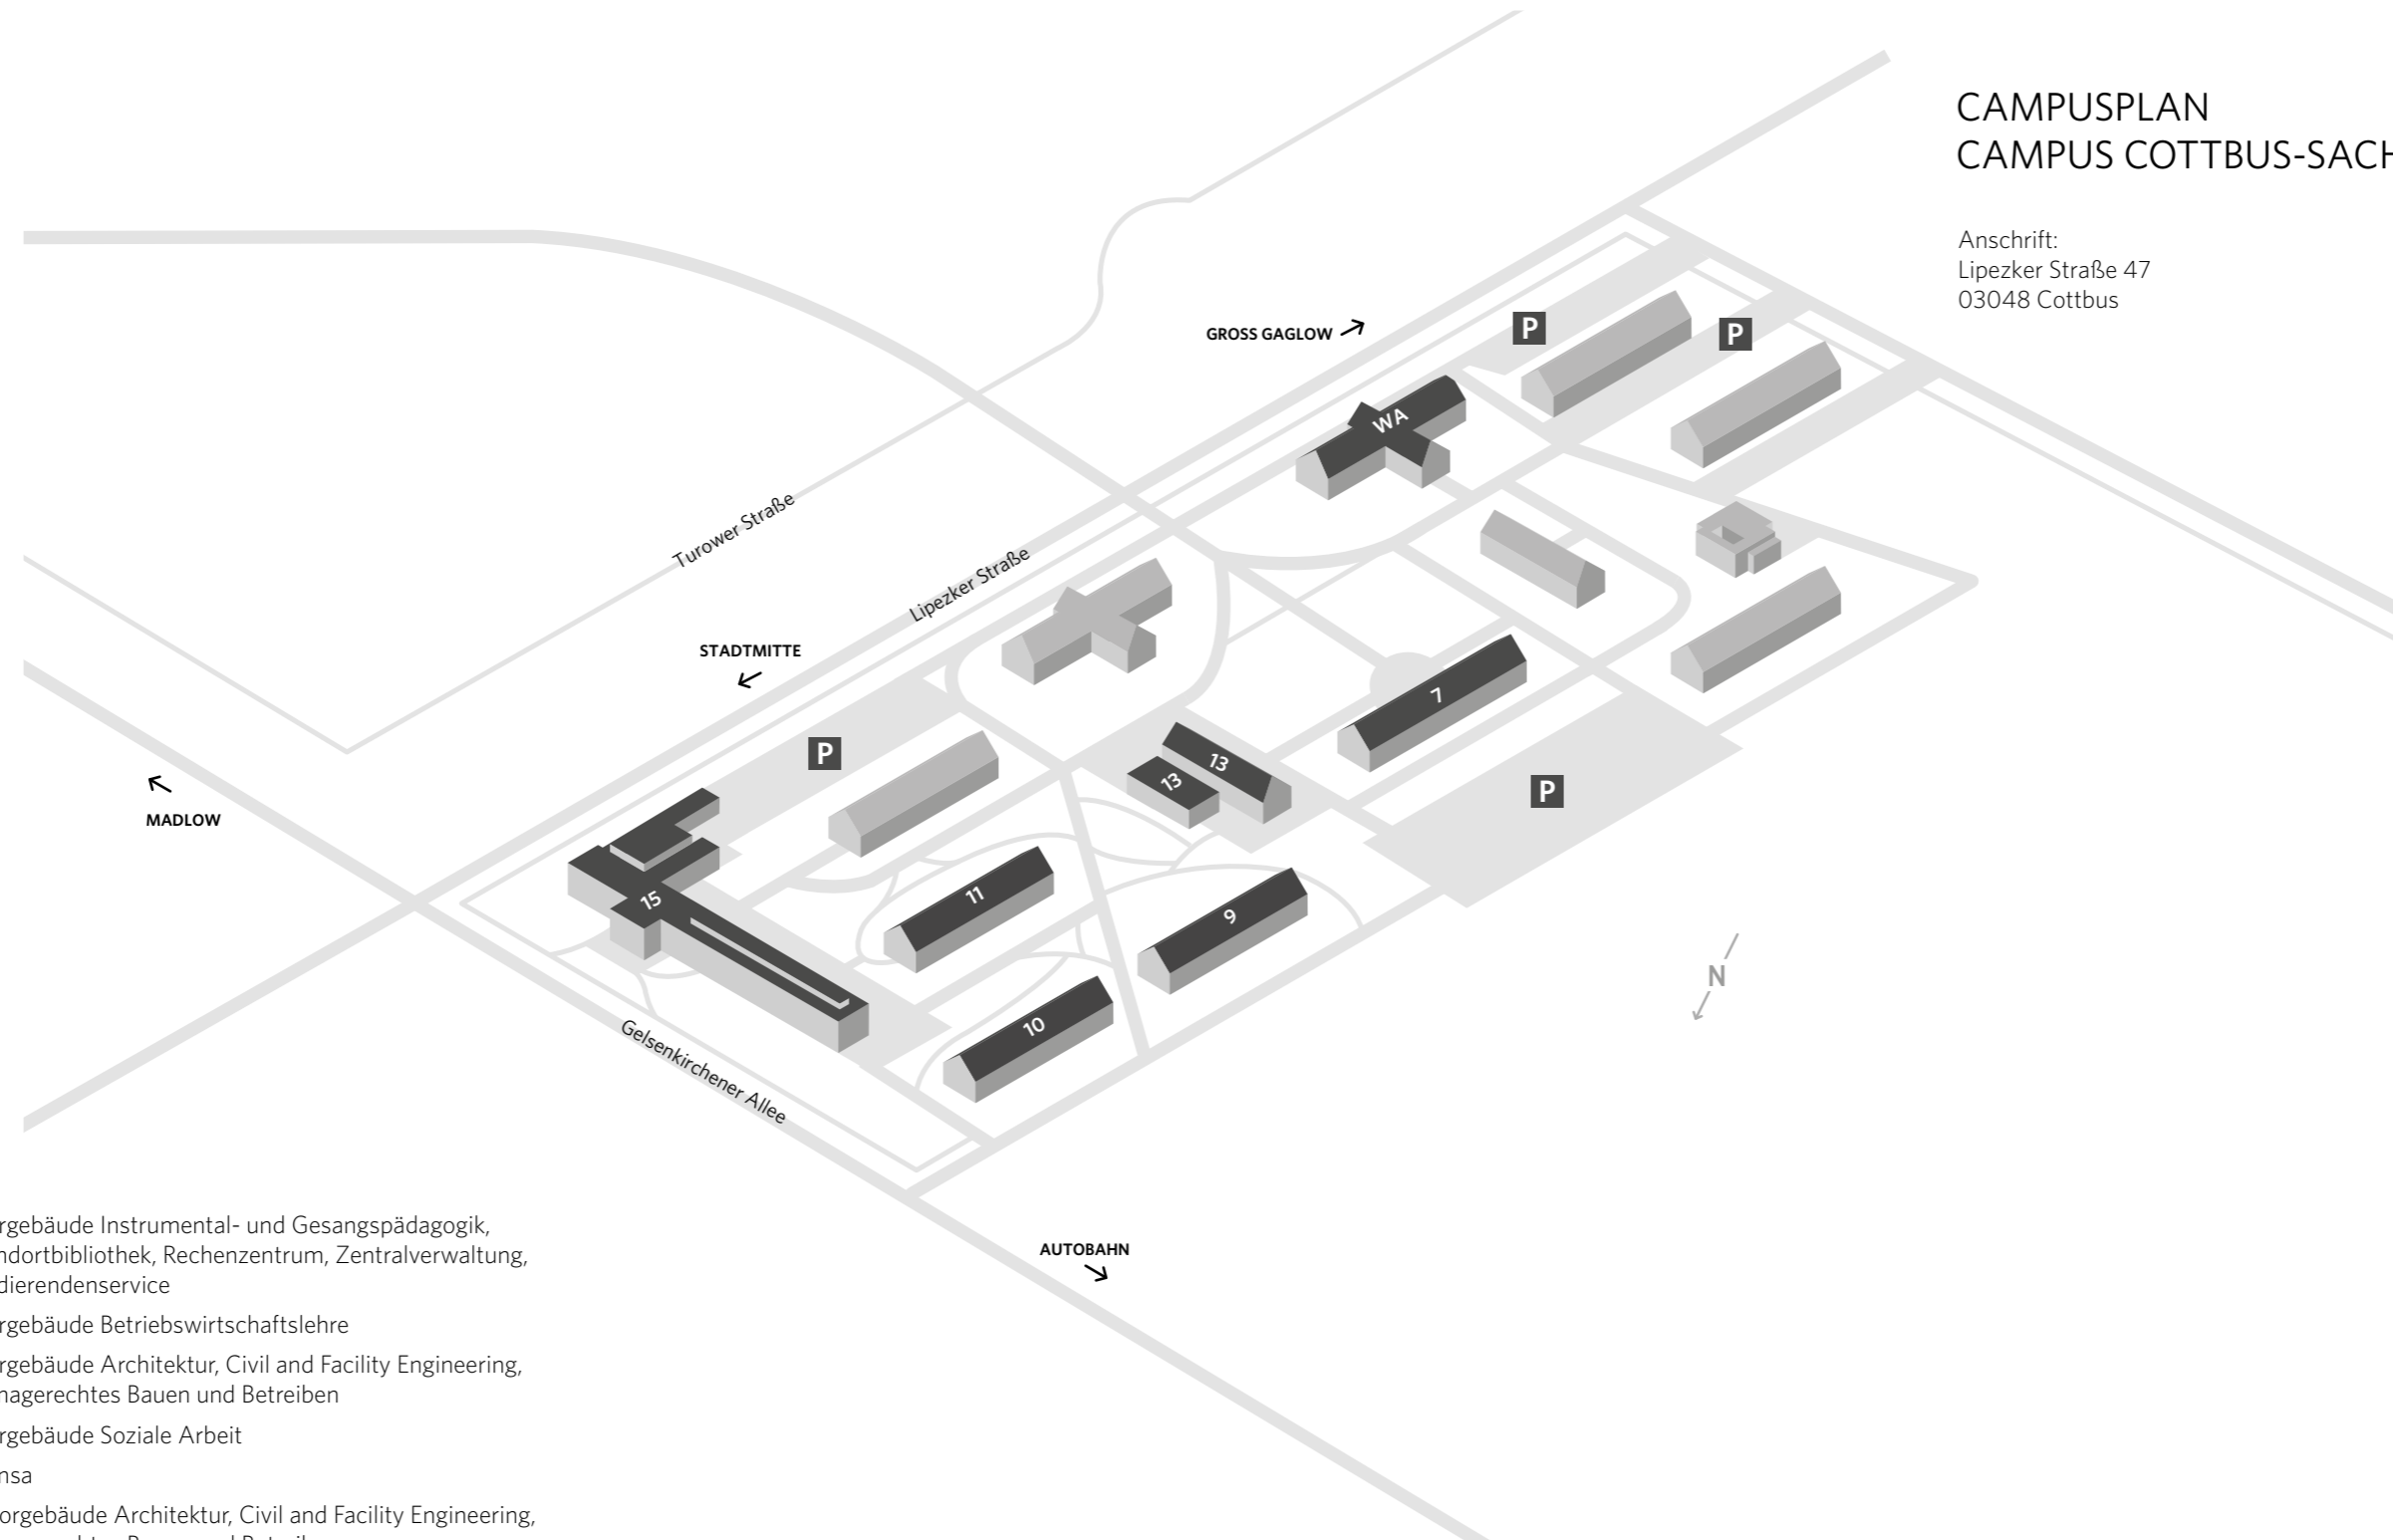 CAMPUSPLAN
CAMPUS COTTBUS-SACH
Anschrift:
Lipezker Straße 47
03048 Cottbus
GROSS GAGLOW
P
P
WA
Turower Straße
Lipezker Straße
STADTMITTE
7
P
13
13
P
MADLOW
15
11
9
10
N
Gelsenkirchener Allee
AUTOBAHN
rgebäude Instrumental- und Gesangspädagogik,
ndortbibliothek, Rechenzentrum, Zentralverwaltung,
dierendenservice
rgebäude Betriebswirtschaftslehre
rgebäude Architektur, Civil and Facility Engineering,
magerechtes Bauen und Betreiben
rgebäude Soziale Arbeit
nsa
orgebäude Architektur, Civil and Facility Engineering,